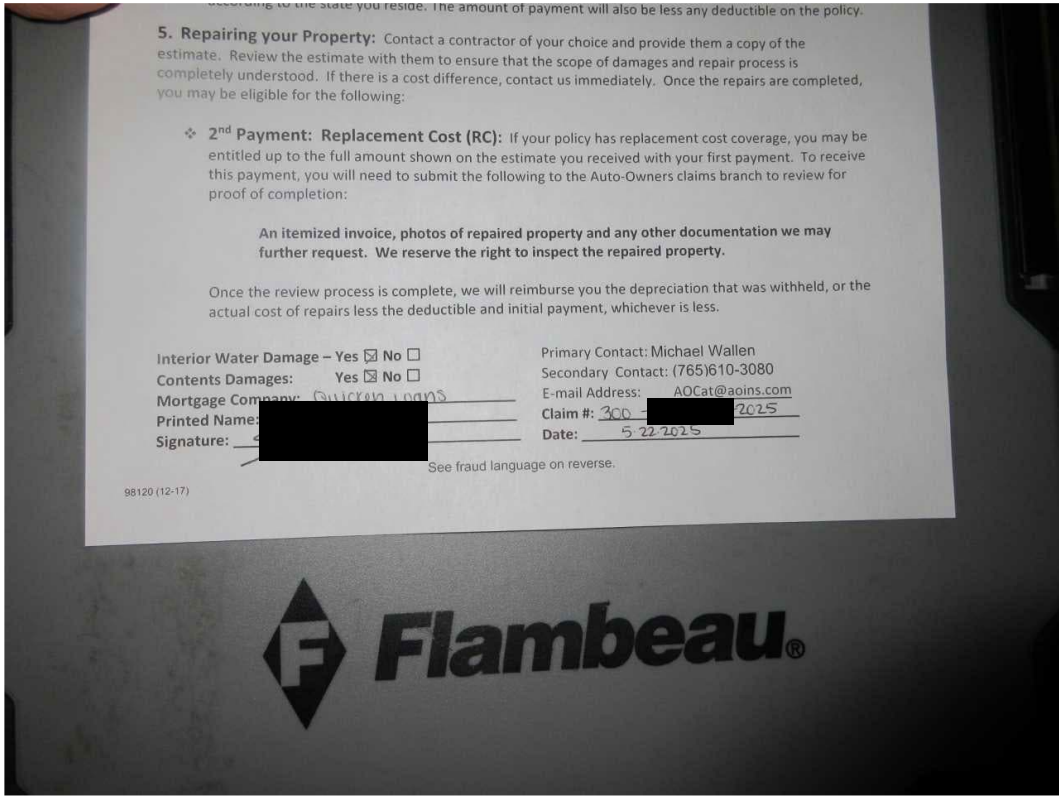 according to the state you reside. The amount of payment will also be less any deductible on the policy.
5. Repairing your Property: Contact a contractor of your choice and provide them a copy of the
estimate. Review the estimate with them to ensure that the scope of damages and repair process is
completely understood. If there is a cost difference, contact us immediately. Once the repairs are completed,
you may be eligible for the following:
❖ 2nd Payment: Replacement Cost (RC): If your policy has replacement cost coverage, you may be
entitled up to the full amount shown on the estimate you received with your first payment. To receive
this payment, you will need to submit the following to the Auto-Owners claims branch to review for
proof of completion:
An itemized invoice, photos of repaired property and any other documentation we may
further request. We reserve the right to inspect the repaired property.
Once the review process is complete, we will reimburse you the depreciation that was withheld, or the
actual cost of repairs less the deductible and initial payment, whichever is less.
Interior Water Damage – Yes ☒ No ☐
Contents Damages: Yes ☒ No ☐
Mortgage Company: Quicken Loans
Printed Name:
Signature:
Primary Contact: Michael Wallen
Secondary Contact: (765)610-3080
E-mail Address: AOCat@aoins.com
Claim #: 300 - -2025
Date: 5-22-2025
See fraud language on reverse.
98120 (12-17)
F Flambeau®